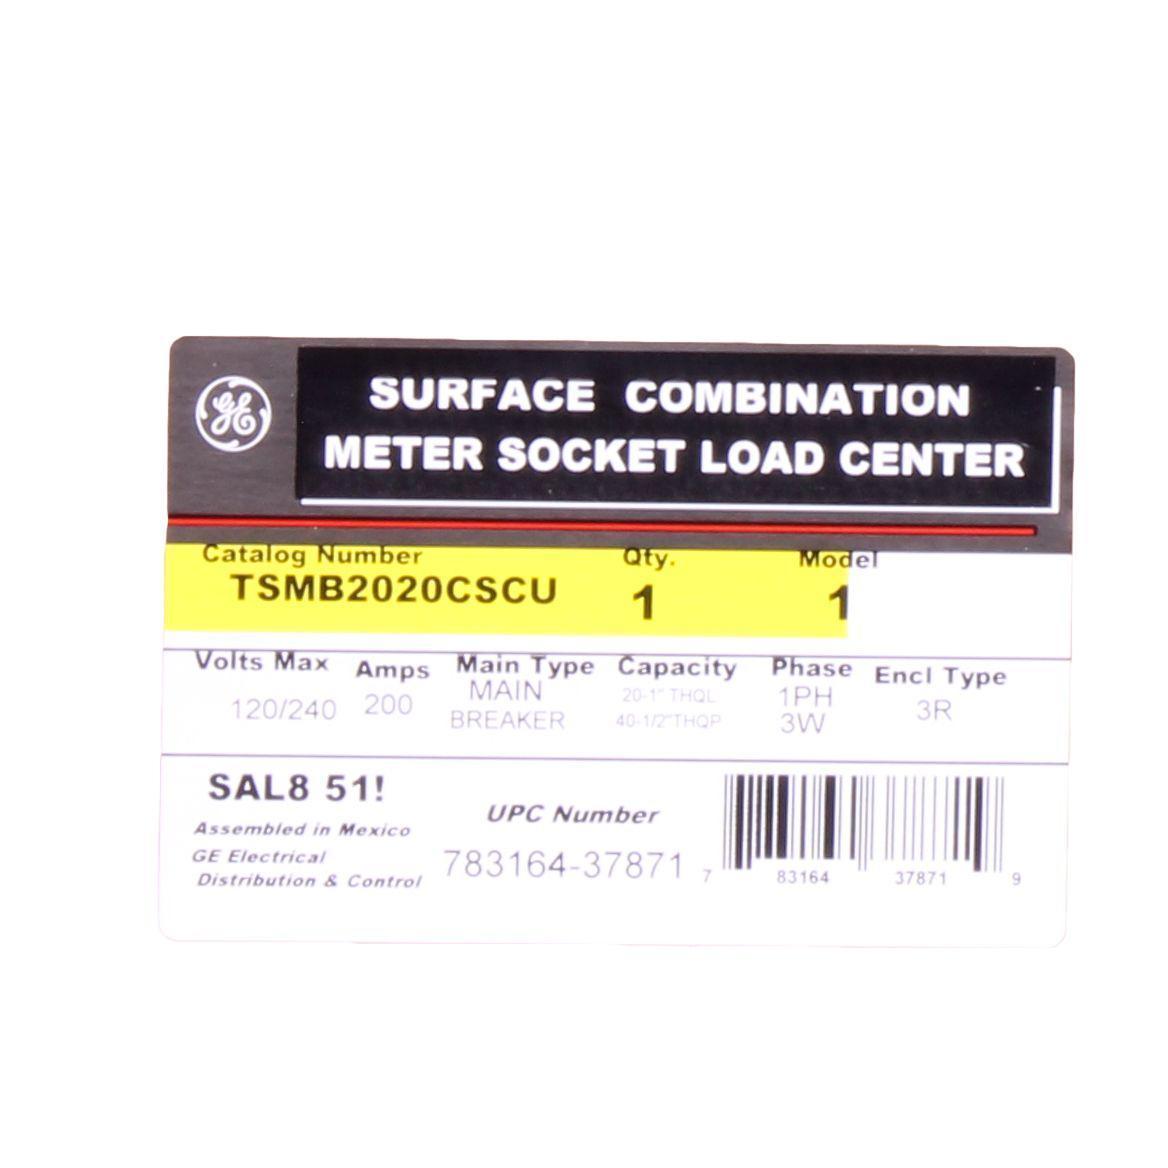 GE
SURFACE COMBINATION
METER SOCKET LOAD CENTER
Catalog Number Qty. Model
TSMB2020CSCU 1 1
Volts Max Amps Main Type Capacity Phase Encl Type
120/240 200 MAIN 20-1" THQL 1PH 3R
BREAKER 40-1/2"THQP 3W
SAL8 51!
Assembled in Mexico
GE Electrical
Distribution & Control
UPC Number
783164-37871
7 83164 37871 9